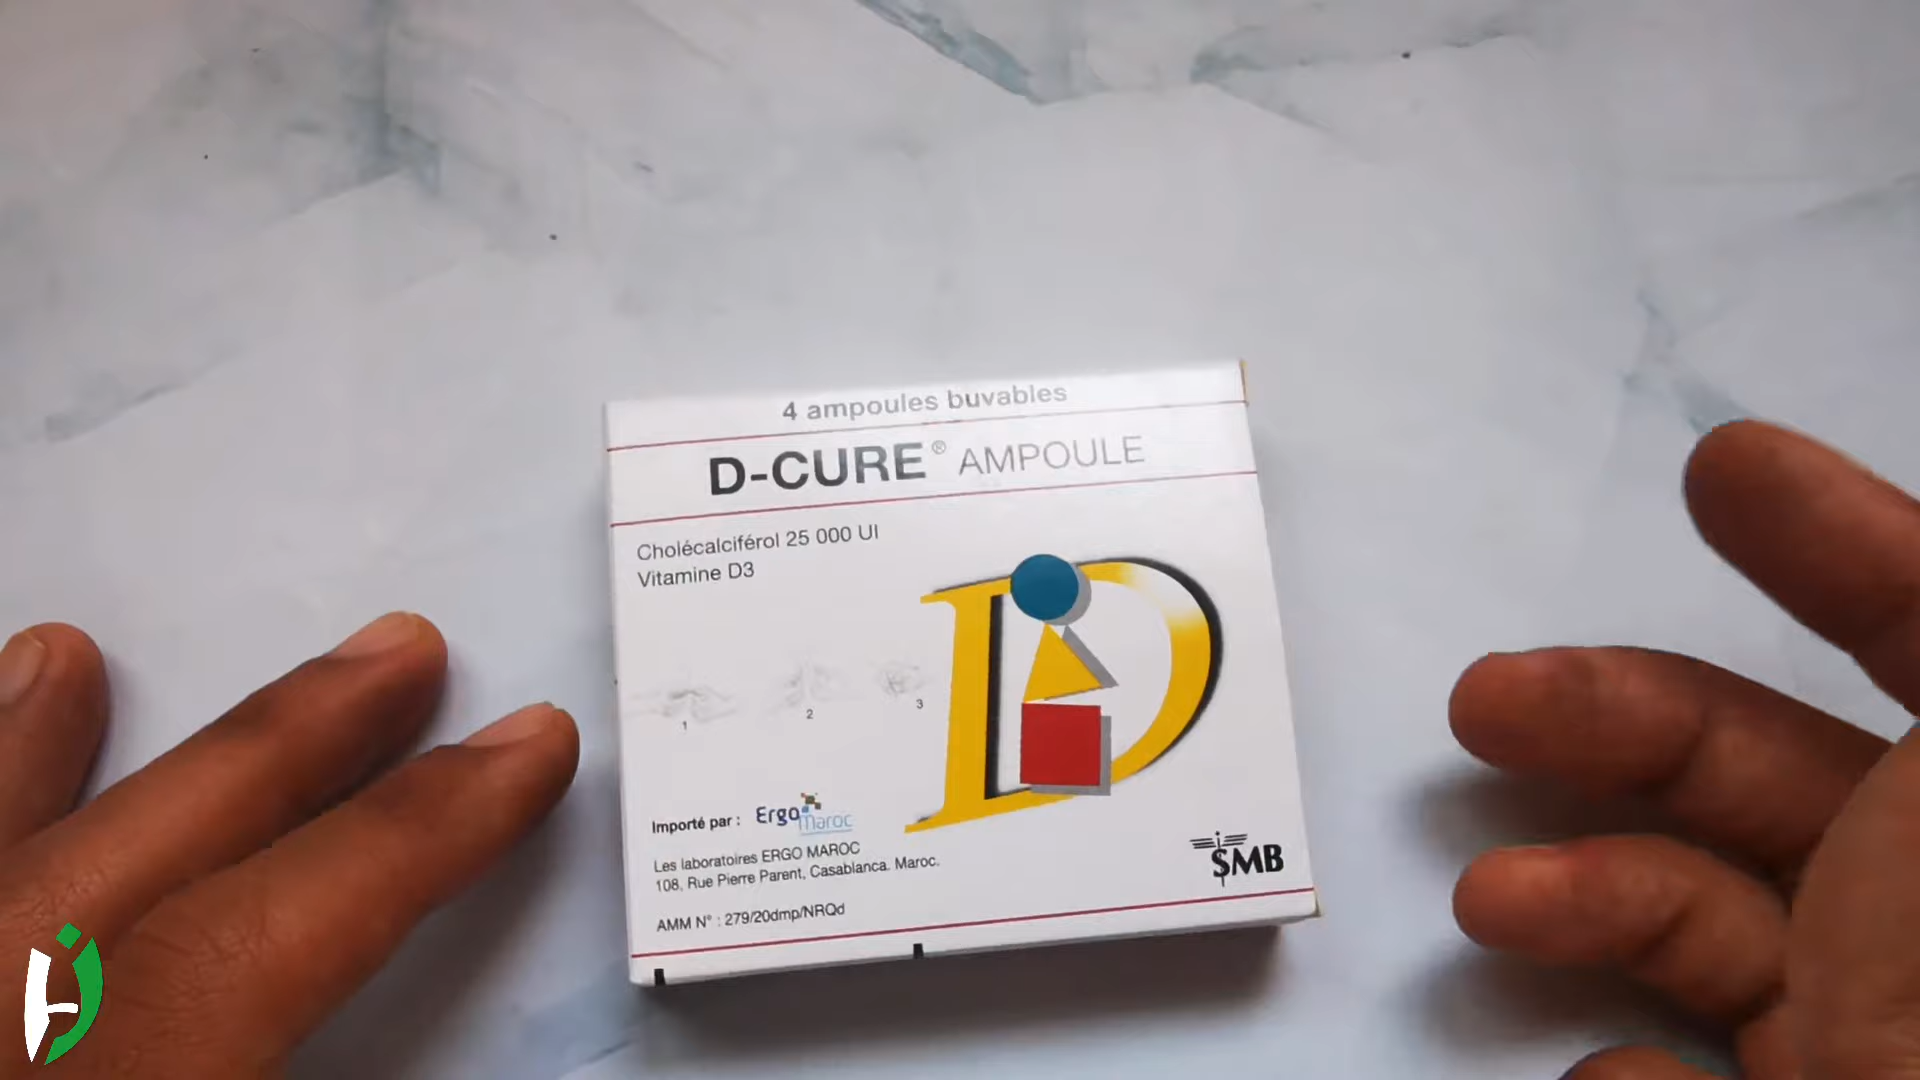 4 ampoules buvables
D-CURE® AMPOULE
Cholécalciférol 25 000 UI
Vitamine D3
1 2 3
Importé par : Ergo Maroc
Les laboratoires ERGO MAROC
108, Rue Pierre Parent, Casablanca. Maroc.
SMB
AMM N° : 279/20dmp/NRQd